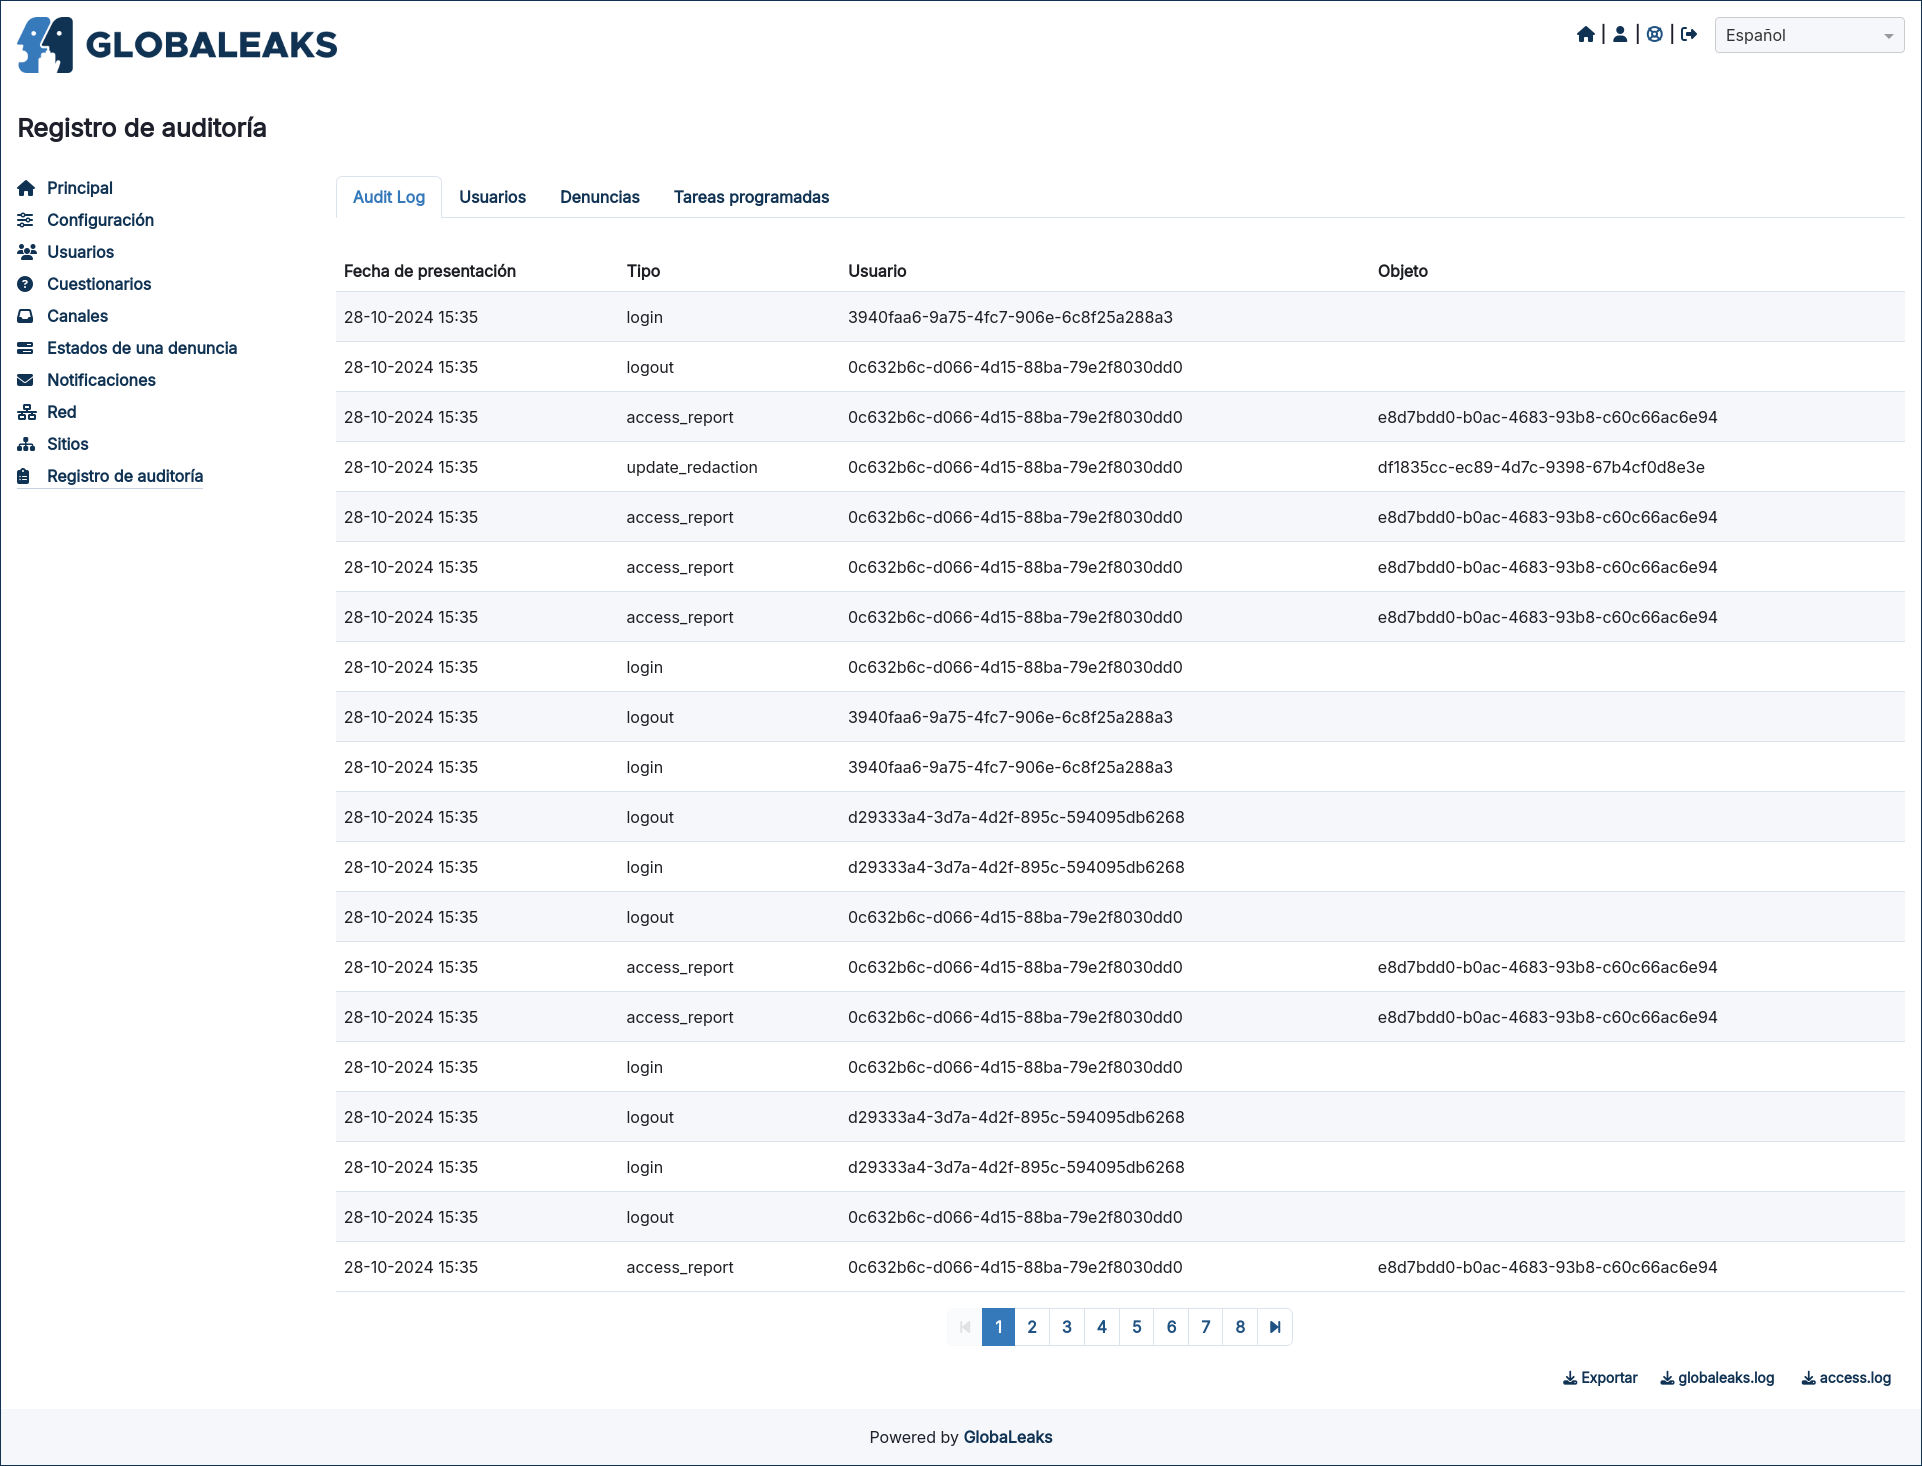 GLOBALEAKS
Español
Registro de auditoría
Principal
Configuración
Usuarios
Cuestionarios
Canales
Estados de una denuncia
Notificaciones
Red
Sitios
Registro de auditoría
Audit Log Usuarios Denuncias Tareas programadas
Fecha de presentación Tipo Usuario Objeto
28-10-2024 15:35 login 3940faa6-9a75-4fc7-906e-6c8f25a288a3
28-10-2024 15:35 logout 0c632b6c-d066-4d15-88ba-79e2f8030dd0
28-10-2024 15:35 access_report 0c632b6c-d066-4d15-88ba-79e2f8030dd0 e8d7bdd0-b0ac-4683-93b8-c60c66ac6e94
28-10-2024 15:35 update_redaction 0c632b6c-d066-4d15-88ba-79e2f8030dd0 df1835cc-ec89-4d7c-9398-67b4cf0d8e3e
28-10-2024 15:35 access_report 0c632b6c-d066-4d15-88ba-79e2f8030dd0 e8d7bdd0-b0ac-4683-93b8-c60c66ac6e94
28-10-2024 15:35 access_report 0c632b6c-d066-4d15-88ba-79e2f8030dd0 e8d7bdd0-b0ac-4683-93b8-c60c66ac6e94
28-10-2024 15:35 access_report 0c632b6c-d066-4d15-88ba-79e2f8030dd0 e8d7bdd0-b0ac-4683-93b8-c60c66ac6e94
28-10-2024 15:35 login 0c632b6c-d066-4d15-88ba-79e2f8030dd0
28-10-2024 15:35 logout 3940faa6-9a75-4fc7-906e-6c8f25a288a3
28-10-2024 15:35 login 3940faa6-9a75-4fc7-906e-6c8f25a288a3
28-10-2024 15:35 logout d29333a4-3d7a-4d2f-895c-594095db6268
28-10-2024 15:35 login d29333a4-3d7a-4d2f-895c-594095db6268
28-10-2024 15:35 logout 0c632b6c-d066-4d15-88ba-79e2f8030dd0
28-10-2024 15:35 access_report 0c632b6c-d066-4d15-88ba-79e2f8030dd0 e8d7bdd0-b0ac-4683-93b8-c60c66ac6e94
28-10-2024 15:35 access_report 0c632b6c-d066-4d15-88ba-79e2f8030dd0 e8d7bdd0-b0ac-4683-93b8-c60c66ac6e94
28-10-2024 15:35 login 0c632b6c-d066-4d15-88ba-79e2f8030dd0
28-10-2024 15:35 logout d29333a4-3d7a-4d2f-895c-594095db6268
28-10-2024 15:35 login d29333a4-3d7a-4d2f-895c-594095db6268
28-10-2024 15:35 logout 0c632b6c-d066-4d15-88ba-79e2f8030dd0
28-10-2024 15:35 access_report 0c632b6c-d066-4d15-88ba-79e2f8030dd0 e8d7bdd0-b0ac-4683-93b8-c60c66ac6e94
1 2 3 4 5 6 7 8
Exportar globaleaks.log access.log
Powered by GlobaLeaks